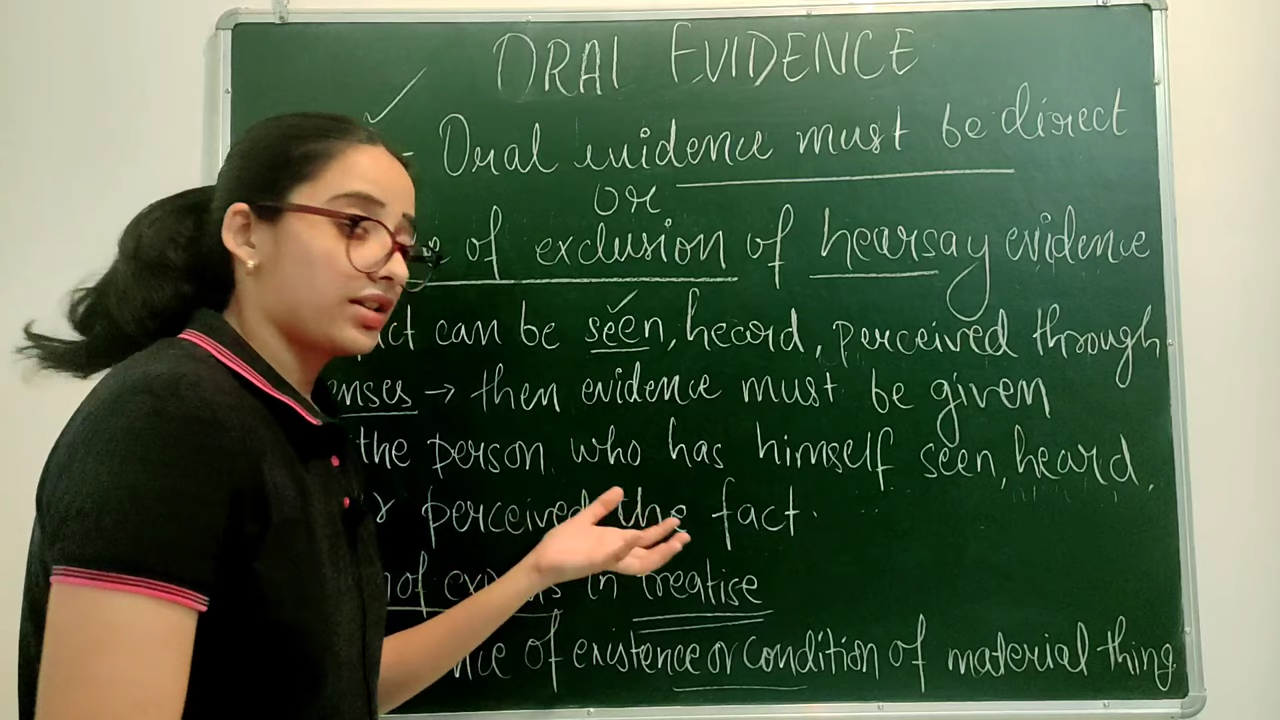 ORAL EVIDENCE
- Oral evidence must be direct
or
of exclusion of hearsay evidence
can be seen, heard, perceived through
→ then evidence must be given
the person who has himself seen, heard,
perceived the fact.
of in treatise
of existence or condition of material thing